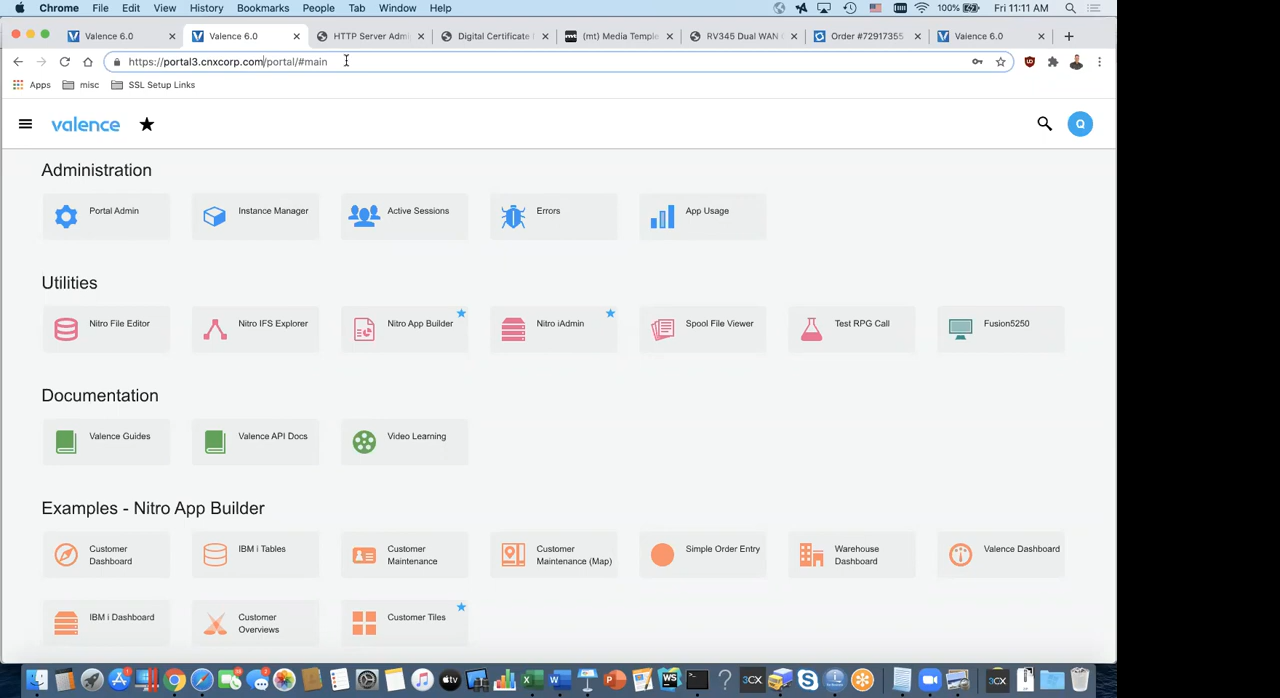 Chrome File Edit View History Bookmarks People Tab Window Help 100% Fri 11:11 AM
Valence 6.0 Valence 6.0 HTTP Server Admi Digital Certificate (mt) Media Temple RV345 Dual WAN Order #72917355 Valence 6.0
https://portal3.cnxcorp.com/portal/#main
Apps misc SSL Setup Links
valence Q
Administration
Portal Admin Instance Manager Active Sessions Errors App Usage
Utilities
Nitro File Editor Nitro IFS Explorer Nitro App Builder Nitro iAdmin Spool File Viewer Test RPG Call Fusion5250
Documentation
Valence Guides Valence API Docs Video Learning
Examples - Nitro App Builder
Customer Dashboard IBM i Tables Customer Maintenance Customer Maintenance (Map) Simple Order Entry Warehouse Dashboard Valence Dashboard
IBM i Dashboard Customer Overviews Customer Tiles